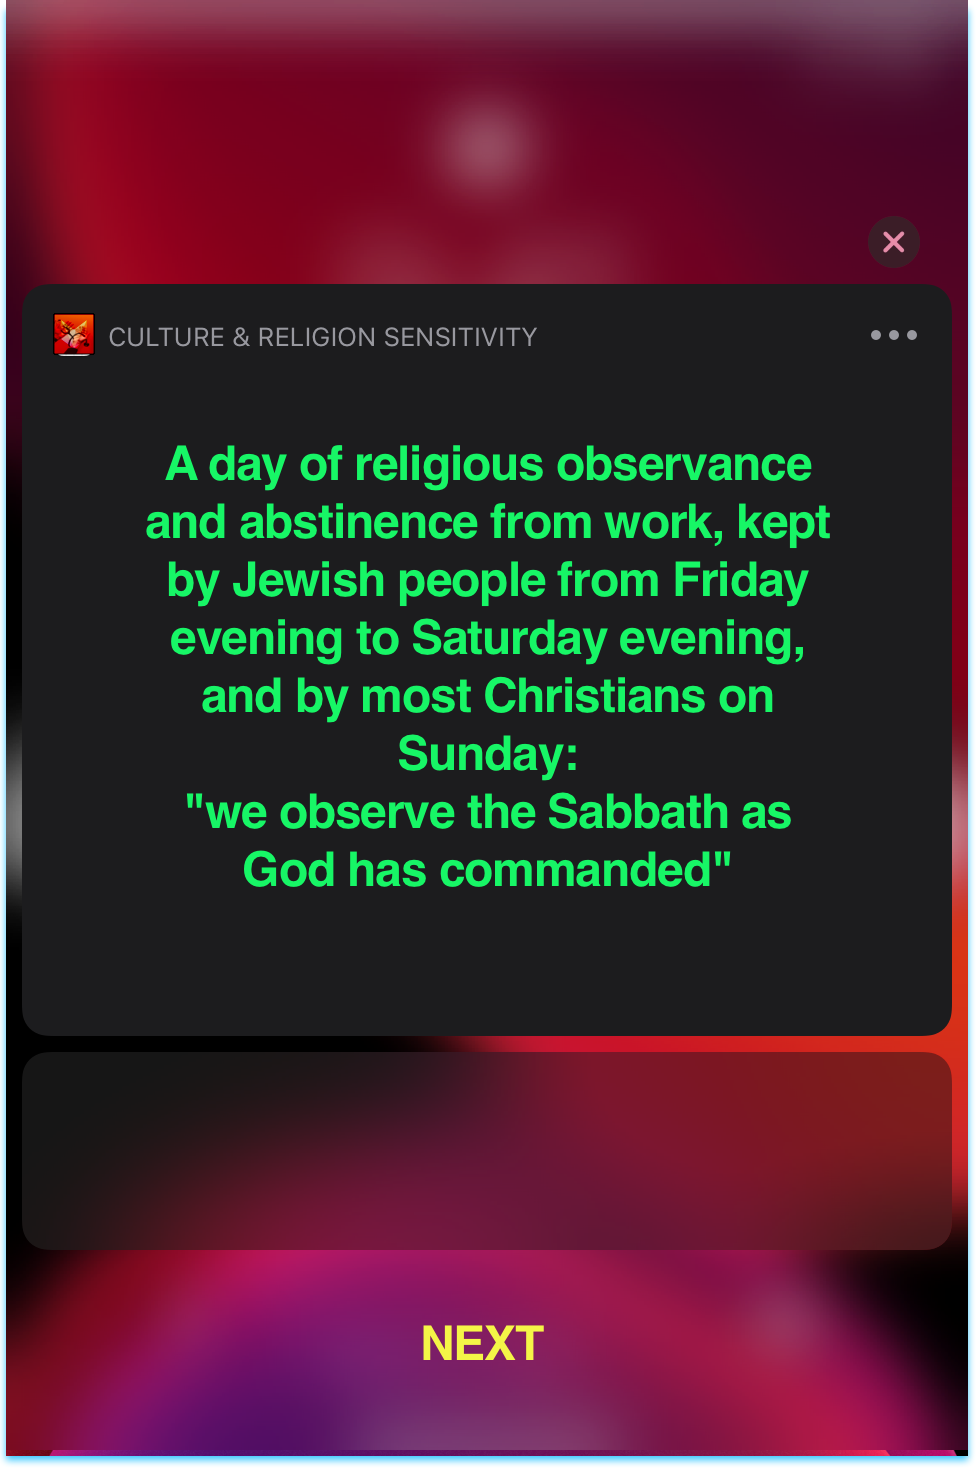 CULTURE & RELIGION SENSITIVITY
A day of religious observance
and abstinence from work, kept
by Jewish people from Friday
evening to Saturday evening,
and by most Christians on
Sunday:
"we observe the Sabbath as
God has commanded"
NEXT